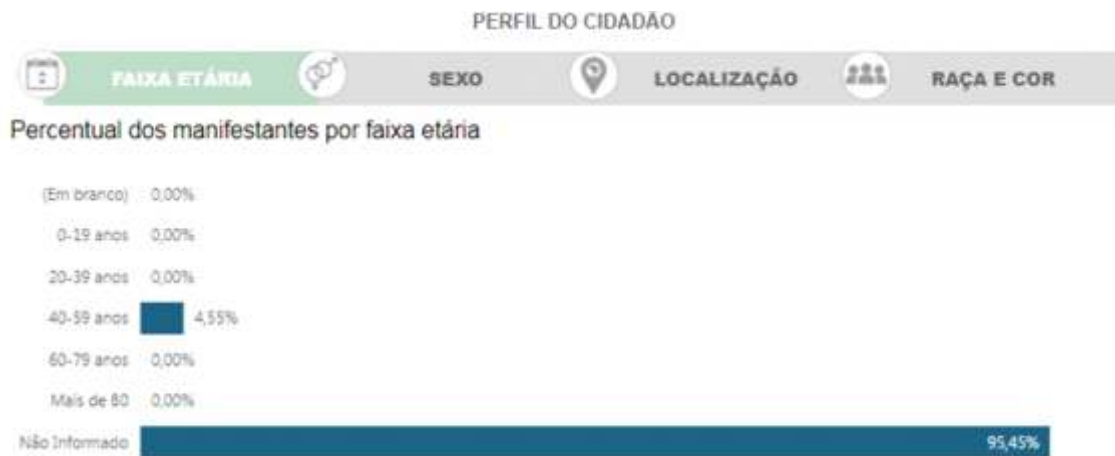 PERFIL DO CIDADÃO
FAIXA ETÁRIA SEXO LOCALIZAÇÃO RAÇA E COR
Percentual dos manifestantes por faixa etária
(Em branco) 0,00%
0-19 anos 0,00%
20-39 anos 0,00%
40-59 anos 4,55%
60-79 anos 0,00%
Mais de 80 0,00%
Não Informado 95,45%